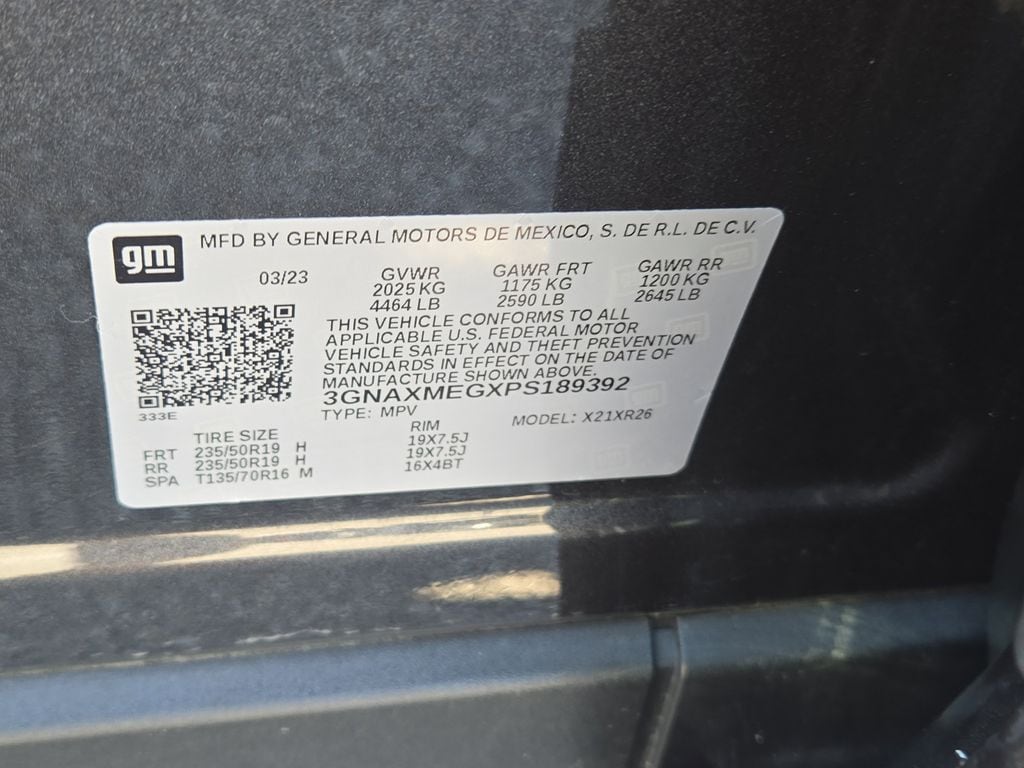 gm MFD BY GENERAL MOTORS DE MEXICO, S. DE R.L. DE C.V.
03/23 GVWR GAWR FRT GAWR RR
2025 KG 1175 KG 1200 KG
4464 LB 2590 LB 2645 LB
THIS VEHICLE CONFORMS TO ALL
APPLICABLE U.S. FEDERAL MOTOR
VEHICLE SAFETY AND THEFT PREVENTION
STANDARDS IN EFFECT ON THE DATE OF
MANUFACTURE SHOWN ABOVE.
3GNAXMEGXPS189392
333E TYPE: MPV MODEL: X21XR26
TIRE SIZE RIM
FRT 235/50R19 H 19X7.5J
RR 235/50R19 H 19X7.5J
SPA T135/70R16 M 16X4BT